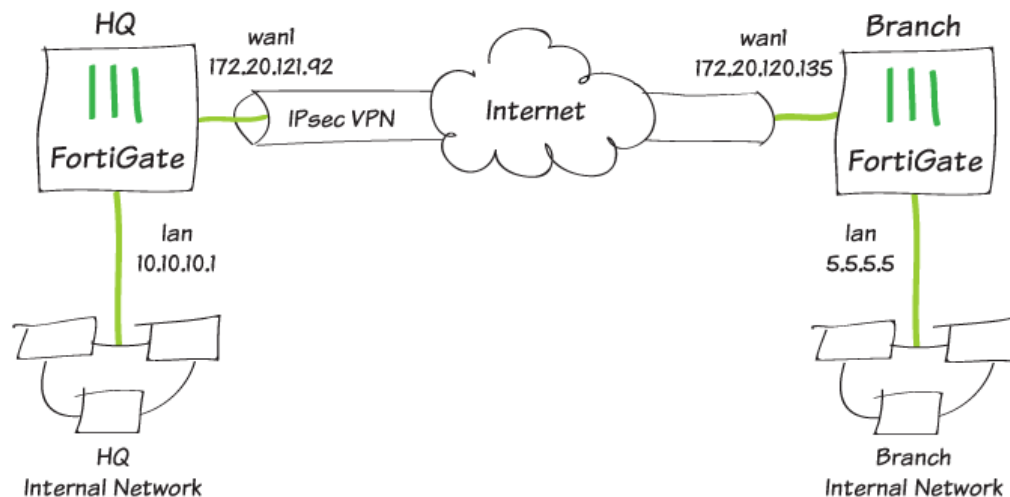 HQ
wan1
172.20.121.92
FortiGate
IPsec VPN
Internet
wan1
172.20.120.135
Branch
FortiGate
lan
10.10.10.1
lan
5.5.5.5
HQ
Internal Network
Branch
Internal Network